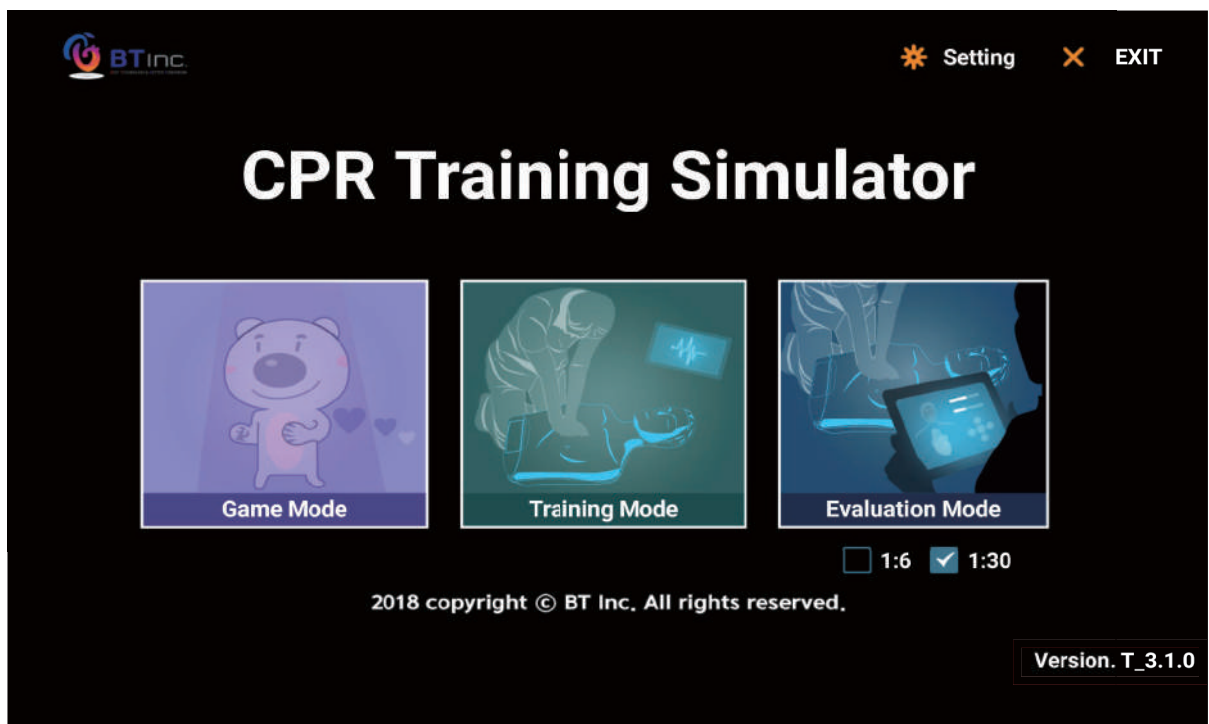 BTInc.
Setting
EXIT
CPR Training Simulator
Game Mode
Training Mode
Evaluation Mode
1:6
1:30
2018 copyright © BT Inc. All rights reserved.
Version. T_3.1.0